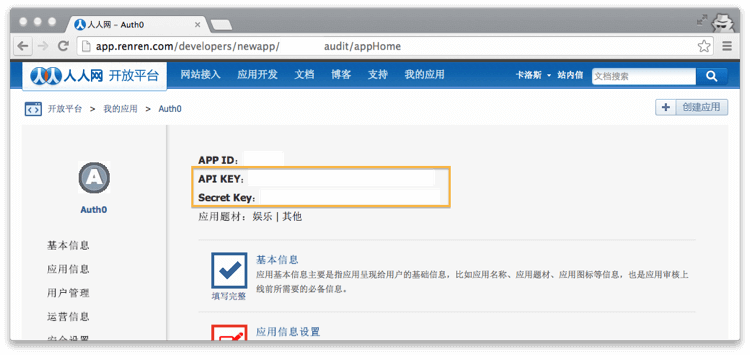 人人网 - Auth0
app.renren.com/developers/newapp/ audit/appHome
人人网 开放平台 网站接入 应用开发 文档 博客 支持 我的应用 卡洛斯 站内信 文档搜索
开放平台 > 我的应用 > Auth0 + 创建应用
APP ID:
API KEY:
Secret Key:
应用题材：娱乐 | 其他
A
Auth0
基本信息
应用信息
用户管理
运营信息
安全设置
基本信息
应用基本信息主要是指应用呈现给用户的基础信息，比如应用名称、应用题材、应用图标等信息，也是应用审核上
线前所需要的必备信息。
填写完整
应用信息设置